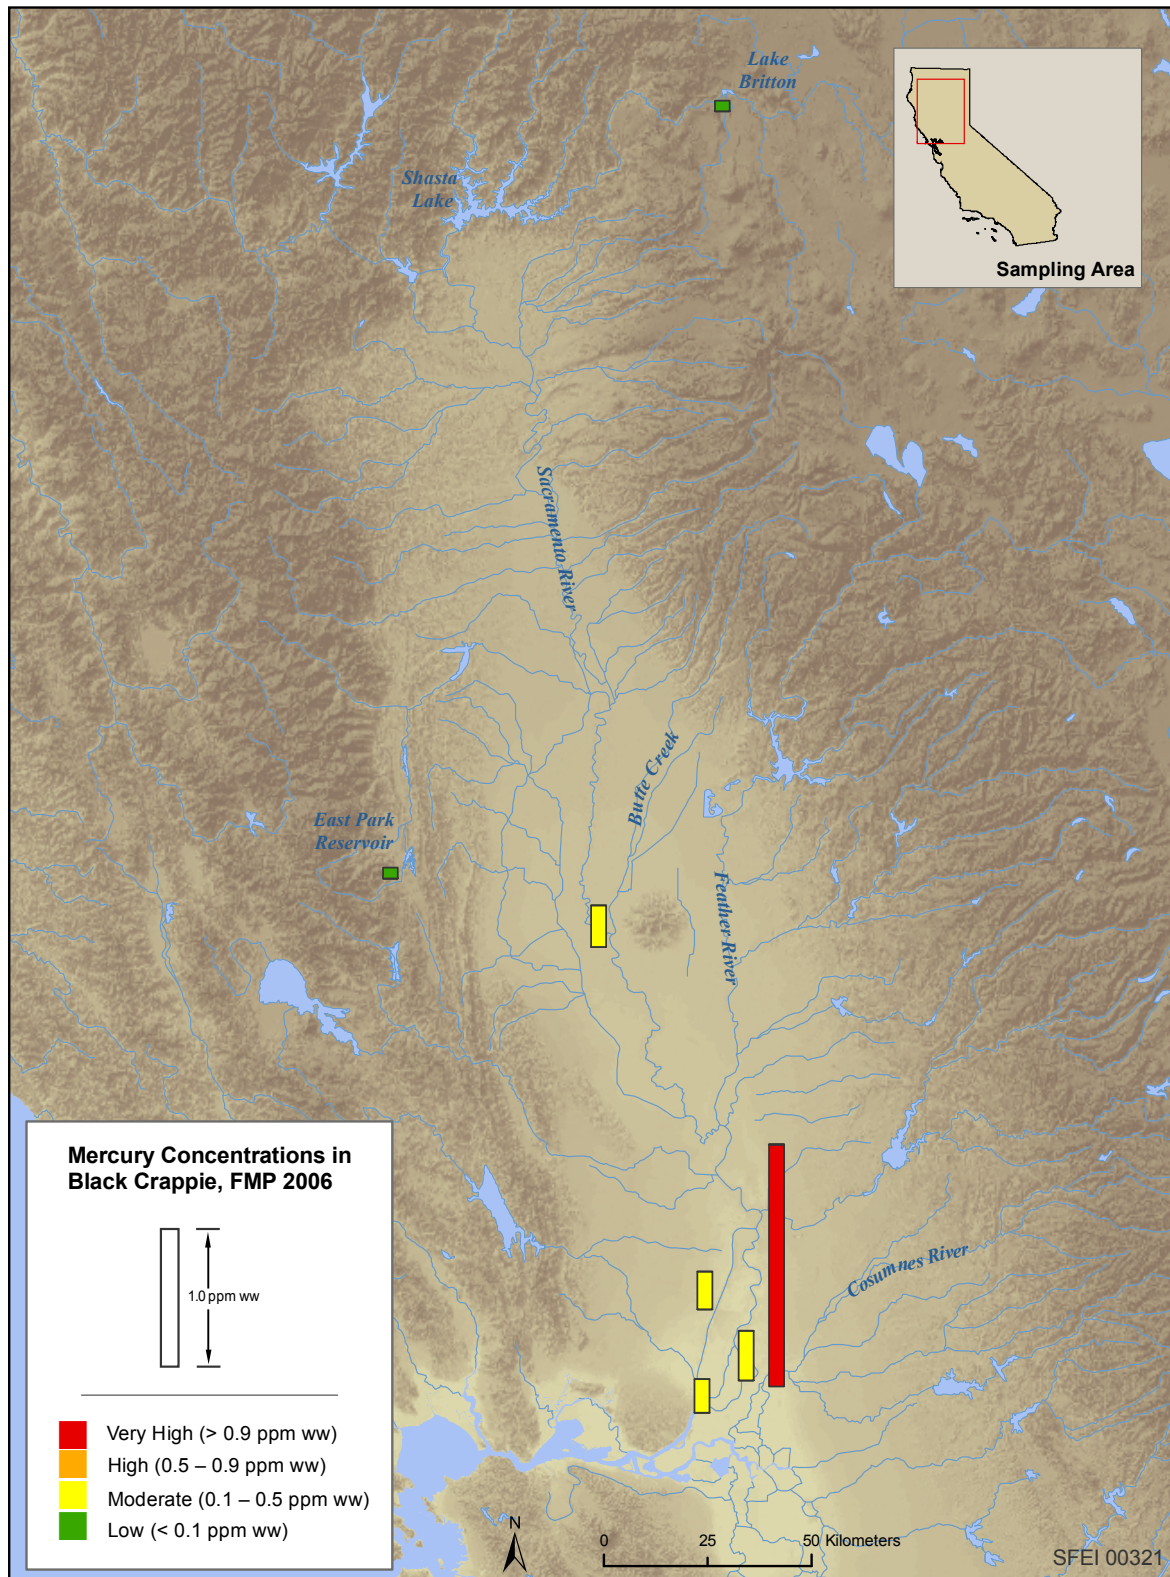 Lake
Britton
Shasta
Lake
Sampling Area
Sacramento River
Butte Creek
East Park
Reservoir
Feather River
Cosumnes River
Mercury Concentrations in
Black Crappie, FMP 2006
1.0 ppm ww
Very High (> 0.9 ppm ww)
High (0.5 – 0.9 ppm ww)
Moderate (0.1 – 0.5 ppm ww)
Low (< 0.1 ppm ww)
N
0 25 50 Kilometers
SFEI 00321